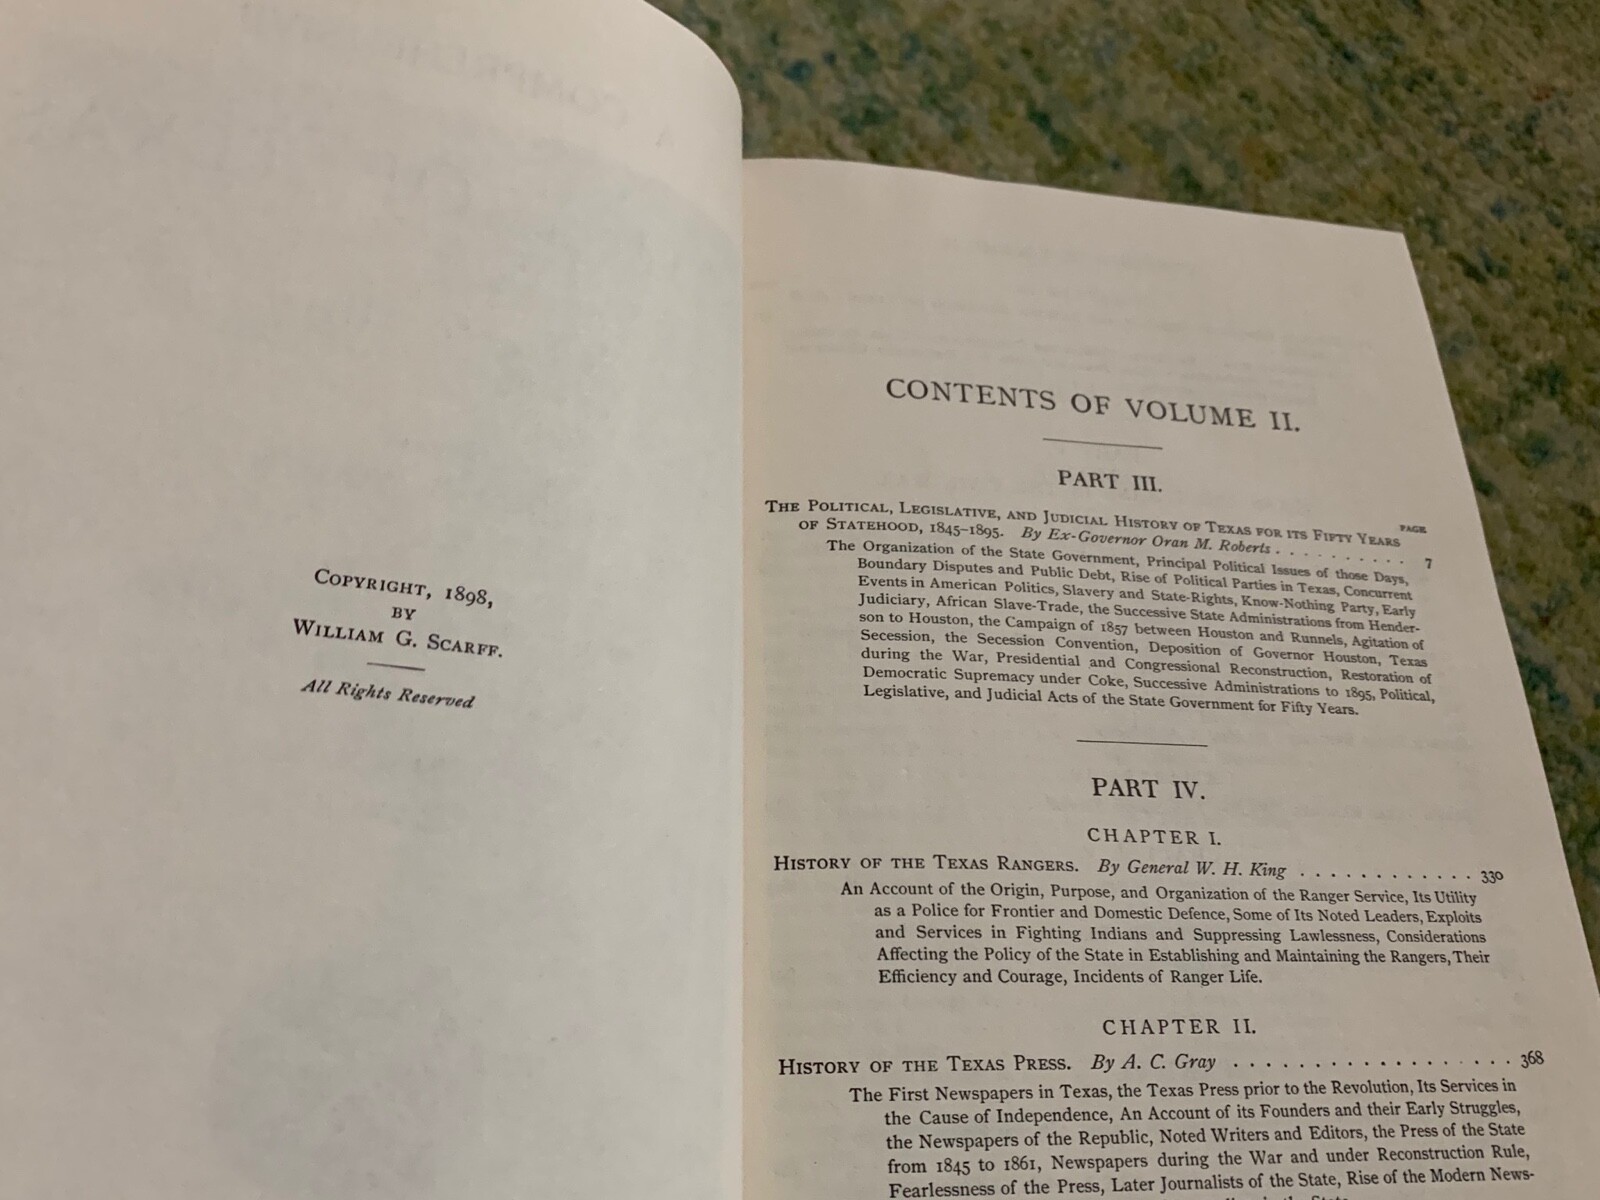 COPYRIGHT, 1898,
BY
WILLIAM G. SCARFF.
All Rights Reserved
CONTENTS OF VOLUME II.
PART III.
PAGE
THE POLITICAL, LEGISLATIVE, AND JUDICIAL HISTORY OF TEXAS FOR ITS FIFTY YEARS
OF STATEHOOD, 1845–1895. By Ex-Governor Oran M. Roberts . . . . . . . . . . 7
The Organization of the State Government, Principal Political Issues of those Days,
Boundary Disputes and Public Debt, Rise of Political Parties in Texas, Concurrent
Events in American Politics, Slavery and State-Rights, Know-Nothing Party, Early
Judiciary, African Slave-Trade, the Successive State Administrations from Hender-
son to Houston, the Campaign of 1857 between Houston and Runnels, Agitation of
Secession, the Secession Convention, Deposition of Governor Houston, Texas
during the War, Presidential and Congressional Reconstruction, Restoration of
Democratic Supremacy under Coke, Successive Administrations to 1895, Political,
Legislative, and Judicial Acts of the State Government for Fifty Years.
PART IV.
CHAPTER I.
HISTORY OF THE TEXAS RANGERS. By General W. H. King . . . . . . . . . . . . 330
An Account of the Origin, Purpose, and Organization of the Ranger Service, Its Utility
as a Police for Frontier and Domestic Defence, Some of Its Noted Leaders, Exploits
and Services in Fighting Indians and Suppressing Lawlessness, Considerations
Affecting the Policy of the State in Establishing and Maintaining the Rangers, Their
Efficiency and Courage, Incidents of Ranger Life.
CHAPTER II.
HISTORY OF THE TEXAS PRESS. By A. C. Gray . . . . . . . . . . . . . . . . . . 368
The First Newspapers in Texas, the Texas Press prior to the Revolution, Its Services in
the Cause of Independence, An Account of its Founders and their Early Struggles,
the Newspapers of the Republic, Noted Writers and Editors, the Press of the State
from 1845 to 1861, Newspapers during the War and under Reconstruction Rule,
Fearlessness of the Press, Later Journalists of the State, Rise of the Modern News-